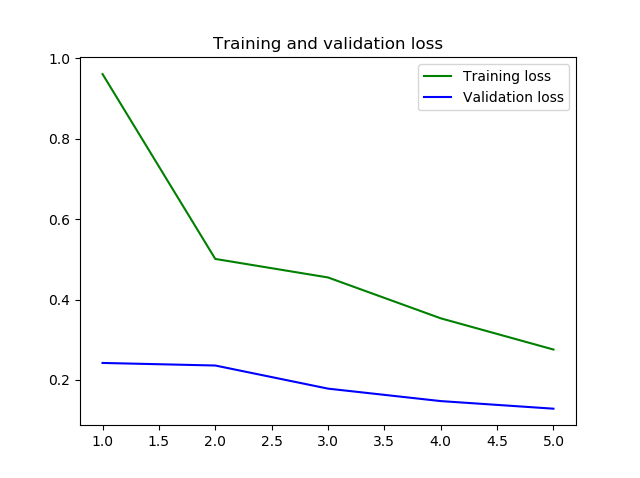 Training and validation loss
Training loss
Validation loss
1.0
0.8
0.6
0.4
0.2
1.0 1.5 2.0 2.5 3.0 3.5 4.0 4.5 5.0